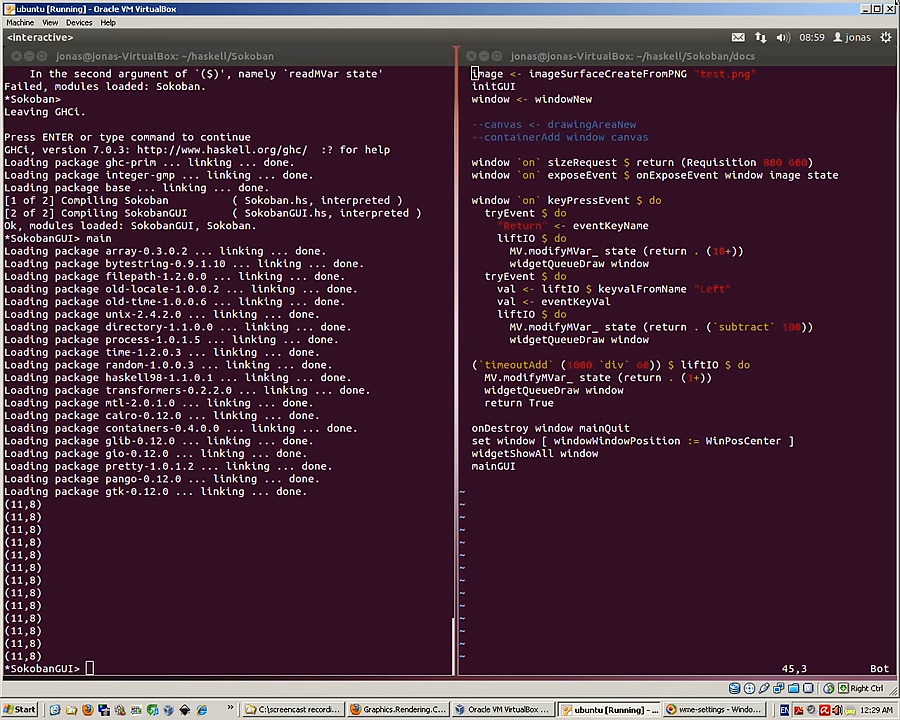 ubuntu [Running] - Oracle VM VirtualBox
Machine View Devices Help
<interactive>
08:59 jonas
jonas@jonas-VirtualBox: ~/haskell/Sokoban
In the second argument of `($)', namely `readMVar state'
Failed, modules loaded: Sokoban.
*Sokoban>
Leaving GHCi.
Press ENTER or type command to continue
GHCi, version 7.0.3: http://www.haskell.org/ghc/  :? for help
Loading package ghc-prim ... linking ... done.
Loading package integer-gmp ... linking ... done.
Loading package base ... linking ... done.
[1 of 2] Compiling Sokoban          ( Sokoban.hs, interpreted )
[2 of 2] Compiling SokobanGUI       ( SokobanGUI.hs, interpreted )
Ok, modules loaded: SokobanGUI, Sokoban.
*SokobanGUI> main
Loading package array-0.3.0.2 ... linking ... done.
Loading package bytestring-0.9.1.10 ... linking ... done.
Loading package filepath-1.2.0.0 ... linking ... done.
Loading package old-locale-1.0.0.2 ... linking ... done.
Loading package old-time-1.0.0.6 ... linking ... done.
Loading package unix-2.4.2.0 ... linking ... done.
Loading package directory-1.1.0.0 ... linking ... done.
Loading package process-1.0.1.5 ... linking ... done.
Loading package time-1.2.0.3 ... linking ... done.
Loading package random-1.0.0.3 ... linking ... done.
Loading package haskell98-1.1.0.1 ... linking ... done.
Loading package transformers-0.2.2.0 ... linking ... done.
Loading package mtl-2.0.1.0 ... linking ... done.
Loading package cairo-0.12.0 ... linking ... done.
Loading package containers-0.4.0.0 ... linking ... done.
Loading package glib-0.12.0 ... linking ... done.
Loading package gio-0.12.0 ... linking ... done.
Loading package pretty-1.0.1.2 ... linking ... done.
Loading package pango-0.12.0 ... linking ... done.
Loading package gtk-0.12.0 ... linking ... done.
(11,8)
(11,8)
(11,8)
(11,8)
(11,8)
(11,8)
(11,8)
(11,8)
(11,8)
(11,8)
(11,8)
(11,8)
(11,8)
*SokobanGUI>
jonas@jonas-VirtualBox: ~/haskell/Sokoban/docs
image <- imageSurfaceCreateFromPNG "test.png"
initGUI
window <- windowNew
--canvas <- drawingAreaNew
--containerAdd window canvas
window `on` sizeRequest $ return (Requisition 800 600)
window `on` exposeEvent $ onExposeEvent window image state
window `on` keyPressEvent $ do
tryEvent $ do
"Return" <- eventKeyName
liftIO $ do
MV.modifyMVar_ state (return . (10+))
widgetQueueDraw window
tryEvent $ do
val <- liftIO $ keyvalFromName "Left"
val <- eventKeyVal
liftIO $ do
MV.modifyMVar_ state (return . (`subtract` 100))
widgetQueueDraw window
(`timeoutAdd` (1000 `div` 60)) $ liftIO $ do
MV.modifyMVar_ state (return . (1+))
widgetQueueDraw window
return True
onDestroy window mainQuit
set window [ windowWindowPosition := WinPosCenter ]
widgetShowAll window
mainGUI
~
~
~
~
~
~
~
~
~
~
~
~
~
~
45,3 Bot
Right Ctrl
Start
C:\screencast recordi...
Graphics.Rendering.C...
Oracle VM VirtualBox ...
ubuntu [Running] - ...
wme-settings - Windo...
EN
12:29 AM